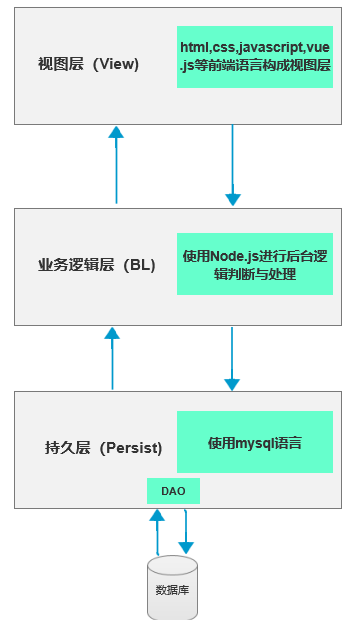 视图层（View)
html,css,javascript,vue
.js等前端语言构成视图层
业务逻辑层（BL)
使用Node.js进行后台逻
辑判断与处理
持久层（Persist)
使用mysql语言
DAO
数据库